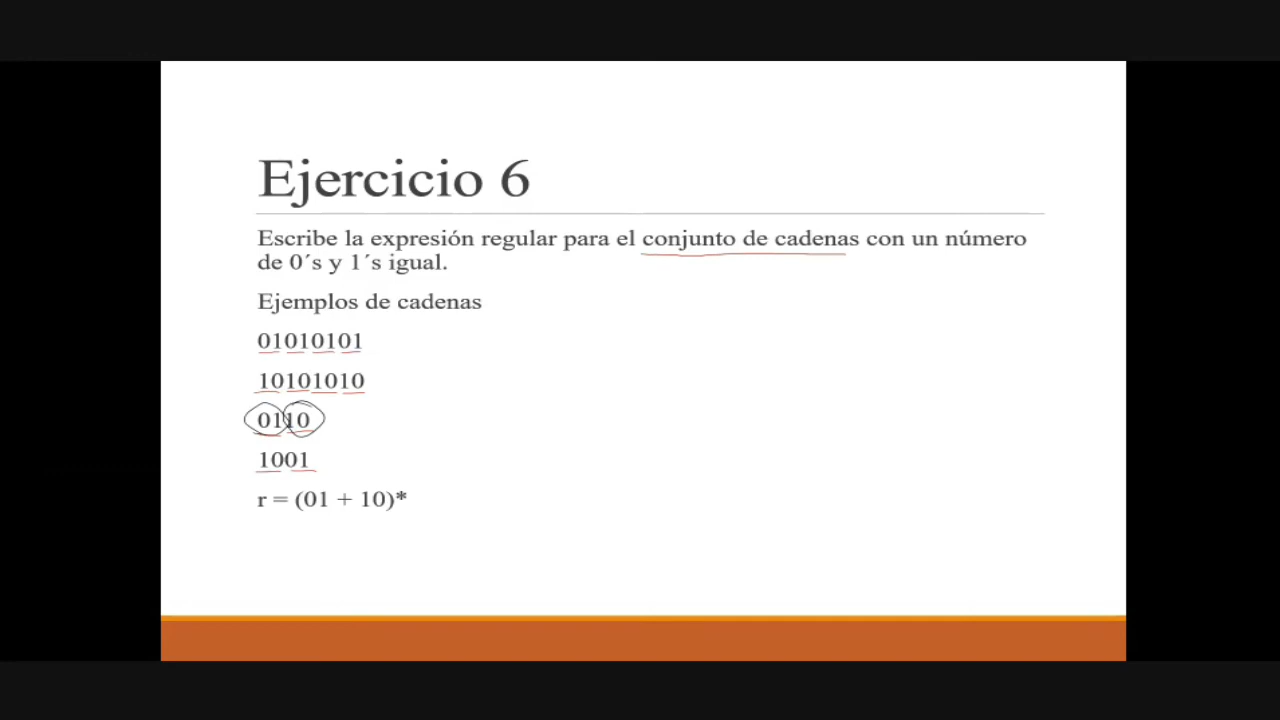 Ejercicio 6
Escribe la expresión regular para el conjunto de cadenas con un número
de 0´s y 1´s igual.
Ejemplos de cadenas
01010101
10101010
0110
1001
r = (01 + 10)*